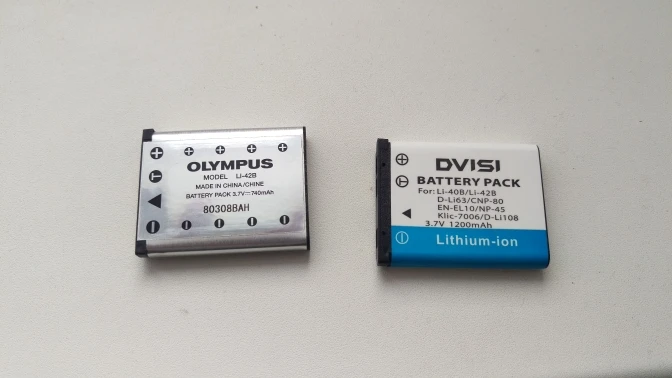 OLYMPUS
MODEL LI-42B
MADE IN CHINA/CHINE
BATTERY PACK 3.7V⎓740mAh
80308BAH
DVISI
BATTERY PACK
For: Li-40B/Li-42B
D-Li63/CNP-80
EN-EL10/NP-45
Klic-7006/D-Li108
3.7V 1200mAh
Lithium-ion